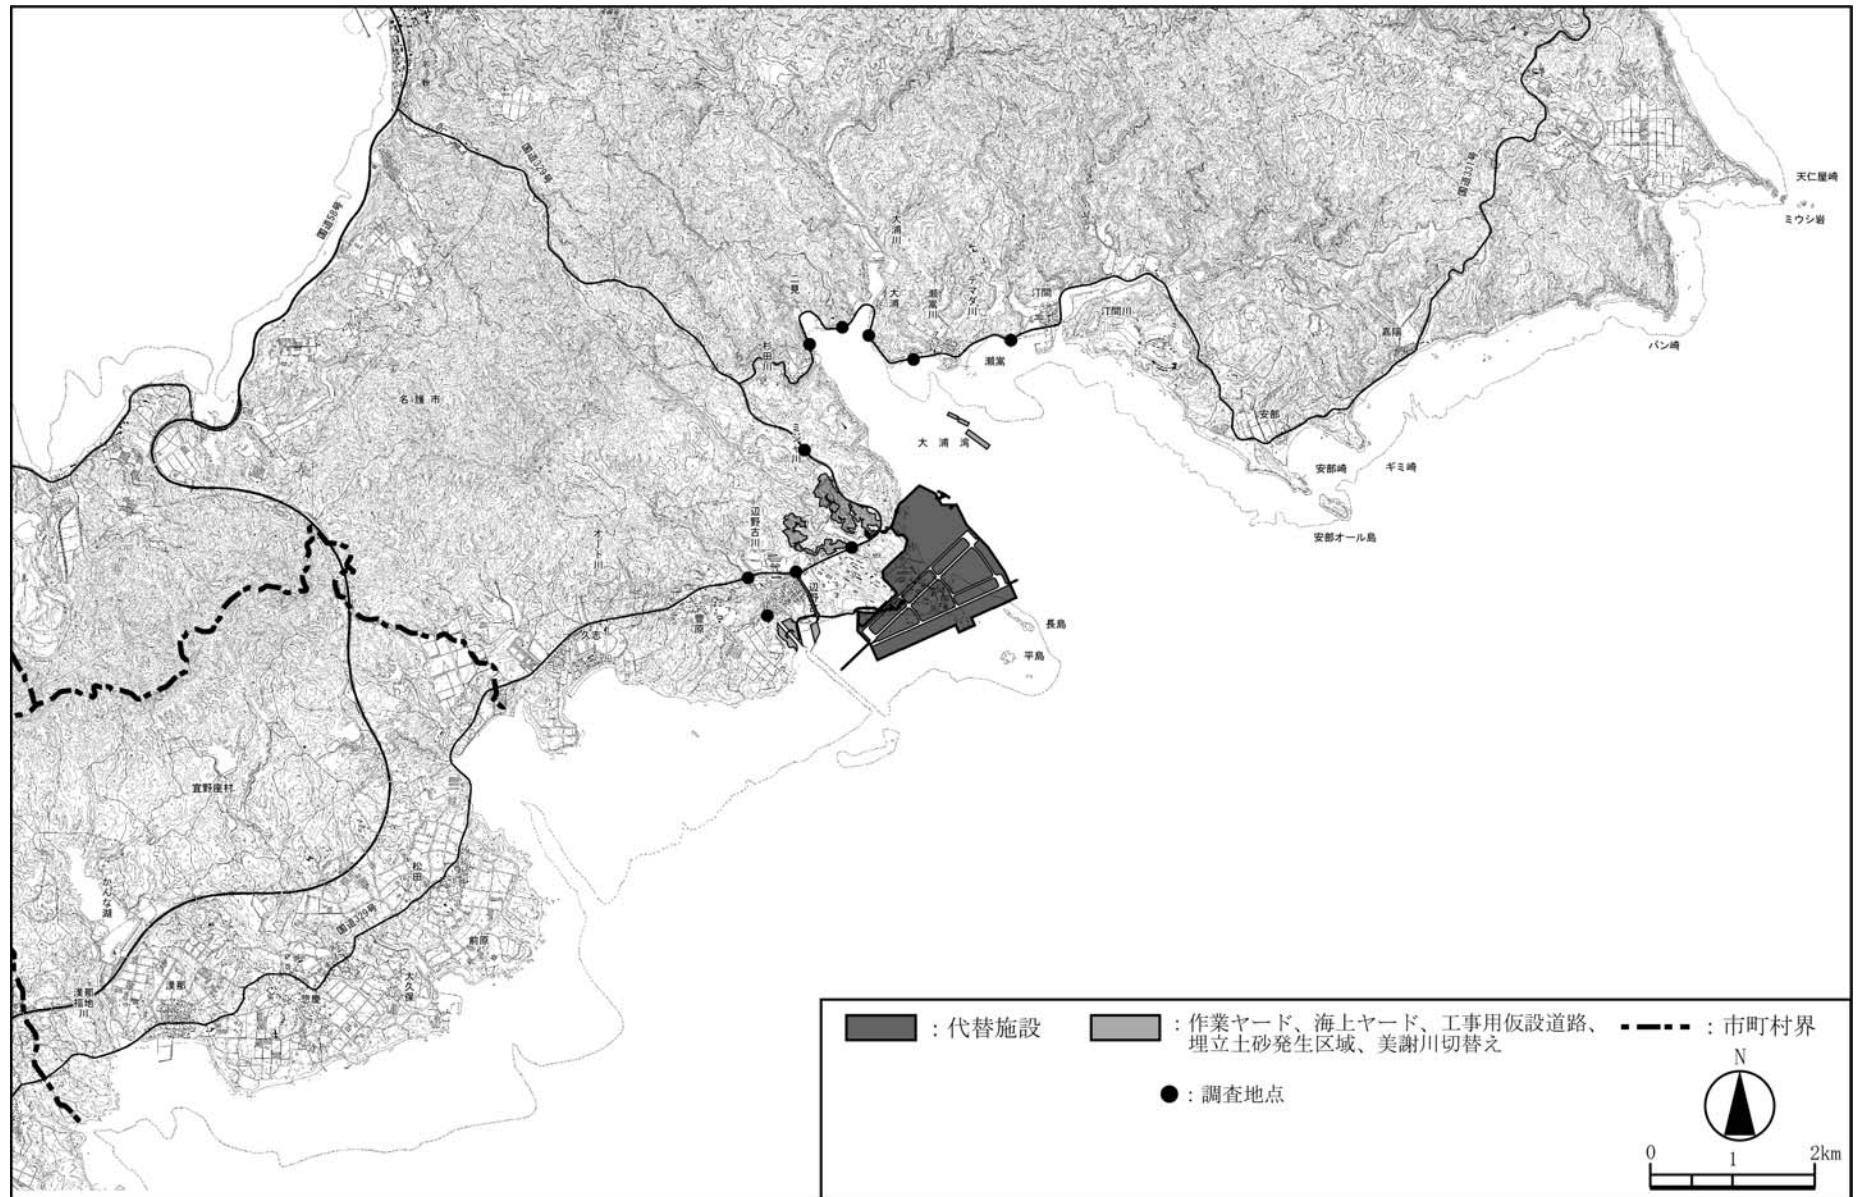 国道58号
国道329号
国道331号
天仁屋崎
ミウシ岩
バン崎
嘉陽
安部
安部崎
ギミ崎
安部オール島
汀間
汀間川
テマダ川
瀬嵩川
瀬嵩
大浦川
大浦
二見
杉田川
大浦湾
名護市
辺野古川
オートト川
豊原
久志
長島
平島
宜野座村
かんな湖
松田
国道329号
前原
大久保
惣慶
漢那
漢那福地川
：代替施設
：作業ヤード、海上ヤード、工事用仮設道路、
埋立土砂発生区域、美謝川切替え
：市町村界
：調査地点
N
0 1 2km